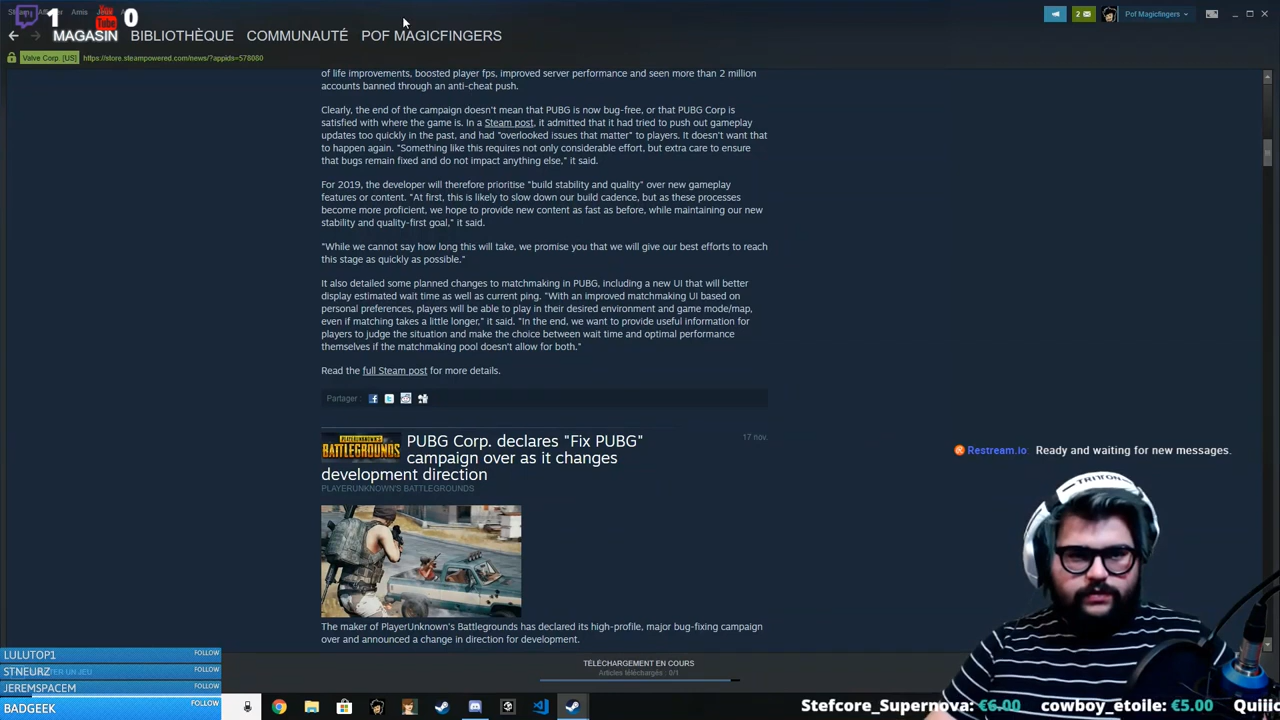 1 0
Amis
Pof Magicfingers
2
MAGASIN BIBLIOTHÈQUE COMMUNAUTÉ POF MAGICFINGERS
Valve Corp. [US] https://store.steampowered.com/news/?appids=578080
of life improvements, boosted player fps, improved server performance and seen more than 2 million
accounts banned through an anti-cheat push.
Clearly, the end of the campaign doesn't mean that PUBG is now bug-free, or that PUBG Corp is
satisfied with where the game is. In a Steam post, it admitted that it had tried to push out gameplay
updates too quickly in the past, and had "overlooked issues that matter" to players. It doesn't want that
to happen again. "Something like this requires not only considerable effort, but extra care to ensure
that bugs remain fixed and do not impact anything else," it said.
For 2019, the developer will therefore prioritise "build stability and quality" over new gameplay
features or content. "At first, this is likely to slow down our build cadence, but as these processes
become more proficient, we hope to provide new content as fast as before, while maintaining our new
stability and quality-first goal," it said.
"While we cannot say how long this will take, we promise you that we will give our best efforts to reach
this stage as quickly as possible."
It also detailed some planned changes to matchmaking in PUBG, including a new UI that will better
display estimated wait time as well as current ping. "With an improved matchmaking UI based on
personal preferences, players will be able to play in their desired environment and game mode/map,
even if matching takes a little longer," it said. "In the end, we want to provide useful information for
players to judge the situation and make the choice between wait time and optimal performance
themselves if the matchmaking pool doesn't allow for both."
Read the full Steam post for more details.
Partager :
PLAYERUNKNOWN'S
BATTLEGROUNDS
PUBG Corp. declares "Fix PUBG"
17 nov.
campaign over as it changes
development direction
PLAYERUNKNOWN'S BATTLEGROUNDS
Restream.io Ready and waiting for new messages.
TRITTON
The maker of PlayerUnknown's Battlegrounds has declared its high-profile, major bug-fixing campaign
over and announced a change in direction for development.
LULUTOP1 FOLLOW
STNEURZ UN JEU FOLLOW
JEREMSPACEM FOLLOW
BADGEEK FOLLOW
TÉLÉCHARGEMENT EN COURS
Articles téléchargés : 0/1
Stefcore_Supernova: €6.00 cowboy_etoile: €5.00 Quiiic